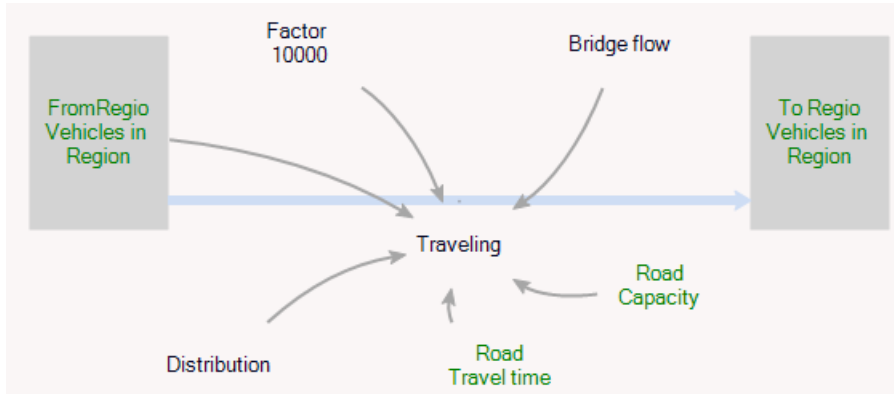 Factor
10000
Bridge flow
FromRegio
Vehicles in
Region
To Regio
Vehicles in
Region
Traveling
Road
Capacity
Distribution
Road
Travel time